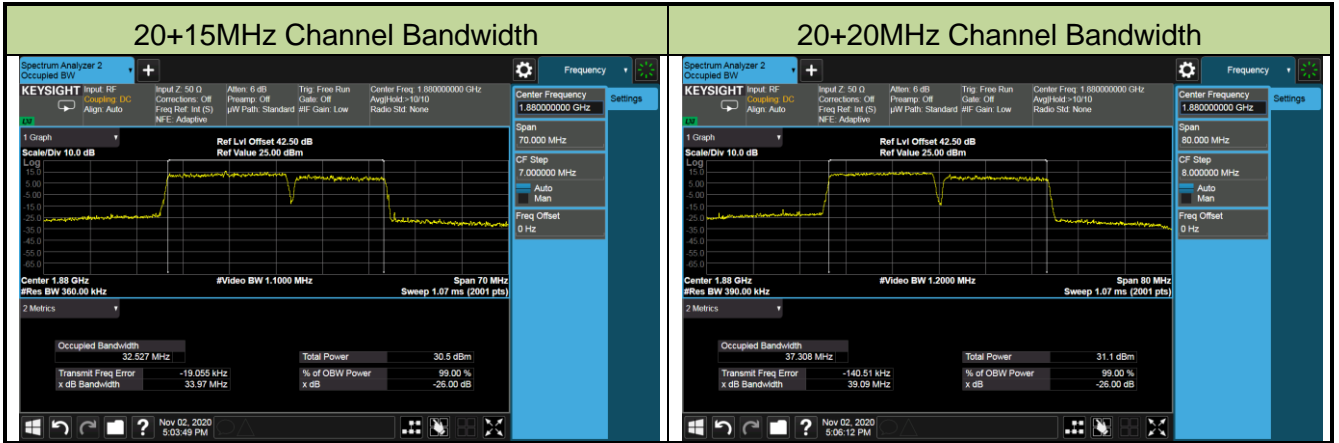 20+15MHz Channel Bandwidth
Spectrum Analyzer 2
Occupied BW
+
Frequency
KEYSIGHT
Input: RF
Coupling: DC
Align: Auto
Input Z: 50 Ω
Corrections: Off
Freq Ref: Int (S)
NFE: Adaptive
Atten: 6 dB
Preamp: Off
µW Path: Standard
Trig: Free Run
Gate: Off
#IF Gain: Low
Center Freq: 1.880000000 GHz
Avg|Hold:>10/10
Radio Std: None
Center Frequency
1.880000000 GHz
Settings
Span
70.000 MHz
CF Step
7.000000 MHz
Auto
Man
Freq Offset
0 Hz
1 Graph
Scale/Div 10.0 dB
Ref Lvl Offset 42.50 dB
Ref Value 25.00 dBm
Log
15.0
5.00
-5.00
-15.0
-25.0
-35.0
-45.0
-55.0
-65.0
Center 1.88 GHz
#Video BW 1.1000 MHz
Span 70 MHz
#Res BW 360.00 kHz
Sweep 1.07 ms (2001 pts)
2 Metrics
Occupied Bandwidth
32.527 MHz
Total Power 30.5 dBm
Transmit Freq Error -19.055 kHz
% of OBW Power 99.00 %
x dB Bandwidth 33.97 MHz
x dB -26.00 dB
?
Nov 02, 2020
5:03:49 PM
20+20MHz Channel Bandwidth
Spectrum Analyzer 2
Occupied BW
+
Frequency
KEYSIGHT
Input: RF
Coupling: DC
Align: Auto
Input Z: 50 Ω
Corrections: Off
Freq Ref: Int (S)
NFE: Adaptive
Atten: 6 dB
Preamp: Off
µW Path: Standard
Trig: Free Run
Gate: Off
#IF Gain: Low
Center Freq: 1.880000000 GHz
Avg|Hold:>10/10
Radio Std: None
Center Frequency
1.880000000 GHz
Settings
Span
80.000 MHz
CF Step
8.000000 MHz
Auto
Man
Freq Offset
0 Hz
1 Graph
Scale/Div 10.0 dB
Ref Lvl Offset 42.50 dB
Ref Value 25.00 dBm
Log
15.0
5.00
-5.00
-15.0
-25.0
-35.0
-45.0
-55.0
-65.0
Center 1.88 GHz
#Video BW 1.2000 MHz
Span 80 MHz
#Res BW 390.00 kHz
Sweep 1.07 ms (2001 pts)
2 Metrics
Occupied Bandwidth
37.308 MHz
Total Power 31.1 dBm
Transmit Freq Error -140.51 kHz
% of OBW Power 99.00 %
x dB Bandwidth 39.09 MHz
x dB -26.00 dB
?
Nov 02, 2020
5:06:12 PM